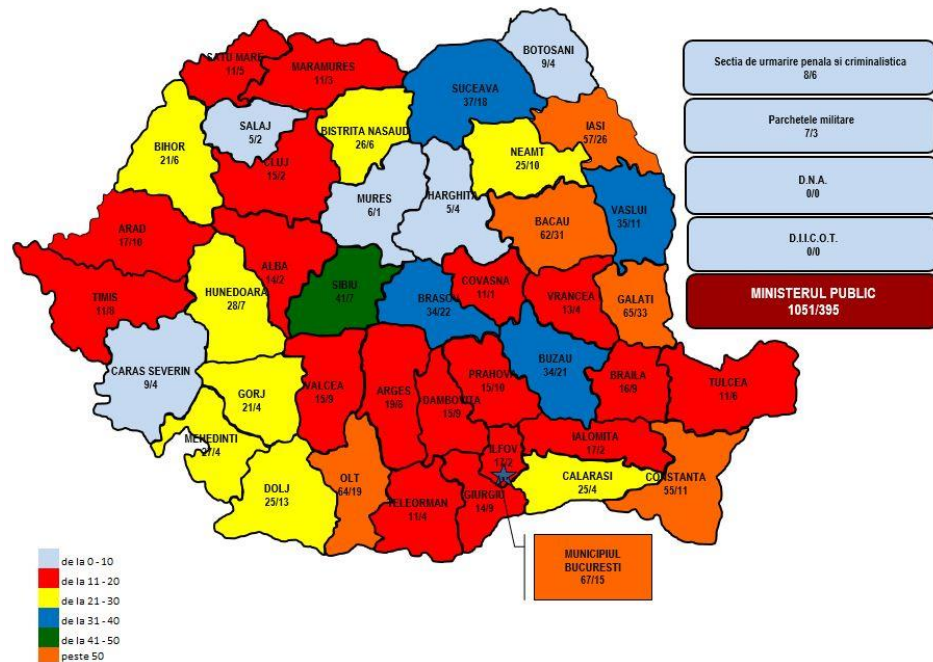 BOTOSANI
9/4
SATU MARE
11/5
MARAMURES
11/3
SUCEAVA
37/18
Sectia de urmarire penala si criminalistica
8/6
SALAJ
5/2
BISTRITA NASAUD
26/6
IASI
57/26
Parchetele militare
7/3
BIHOR
21/6
CLUJ
15/2
NEAMT
25/10
MURES
6/1
HARGHITA
5/4
D.N.A.
0/0
VASLUI
35/11
BACAU
62/31
ARAD
17/10
D.I.I.C.O.T.
0/0
ALBA
14/2
HUNEDOARA
28/7
SIBIU
41/7
COVASNA
11/1
BRASOV
34/22
VRANCEA
13/4
GALATI
65/33
MINISTERUL PUBLIC
1051/395
TIMIS
11/8
CARAS SEVERIN
9/4
GORJ
21/4
VALCEA
15/9
ARGES
PRAHOVA
15/10
DAMBOVITA
15/9
BUZAU
34/21
BRAILA
16/9
TULCEA
11/6
MEHEDINTI
27/4
ILFOV
17/2
IALOMITA
17/2
DOLJ
25/13
OLT
64/19
TELEORMAN
11/4
GIURGIU
14/9
CALARASI
25/4
CONSTANTA
55/11
MUNICIPIUL
BUCURESTI
67/15
de la 0 - 10
de la 11 - 20
de la 21 - 30
de la 31 - 40
de la 41 - 50
peste 50